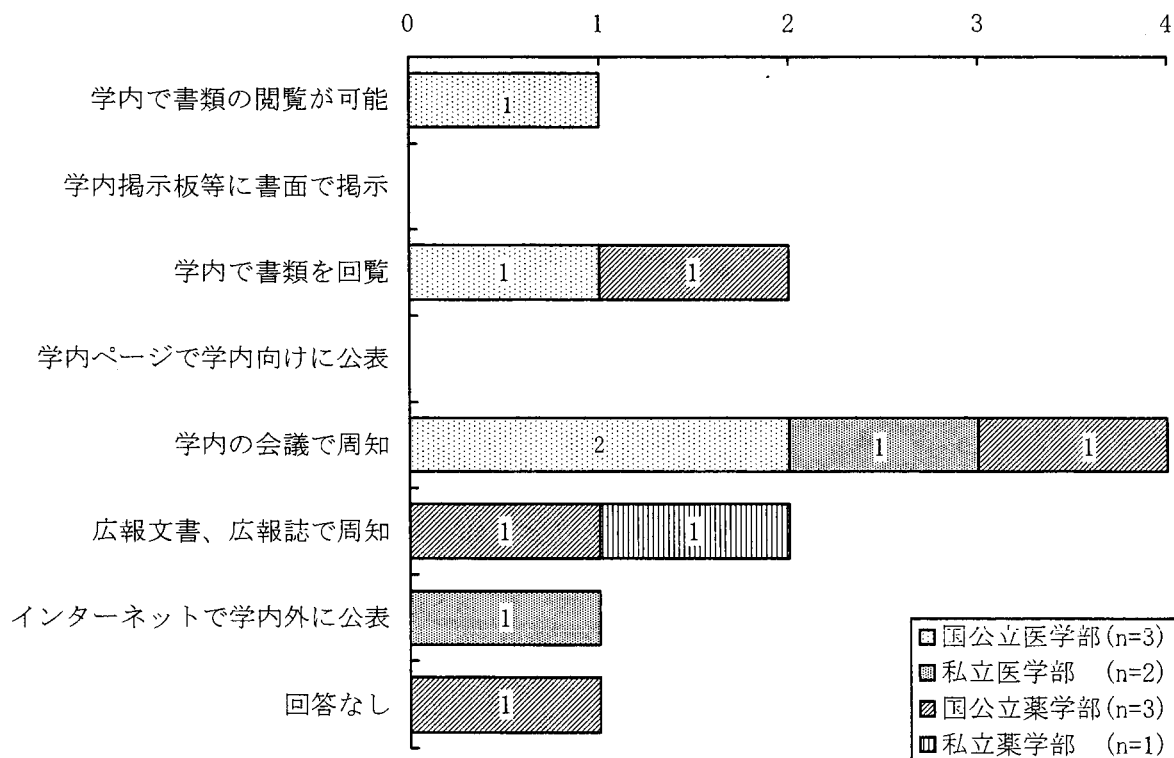 0 1 2 3 4
学内で書類の閲覧が可能 1
学内掲示板等に書面で掲示
学内で書類を回覧 1 1
学内ページで学内向けに公表
学内の会議で周知 2 1 1
広報文書、広報誌で周知 1 1
インターネットで学内外に公表 1
回答なし 1
国公立医学部(n=3)
私立医学部 (n=2)
国公立薬学部(n=3)
私立薬学部 (n=1)